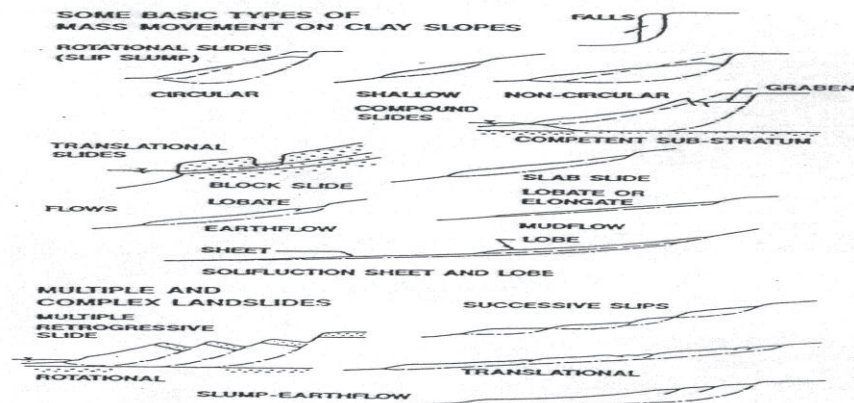 SOME BASIC TYPES OF
MASS MOVEMENT ON CLAY SLOPES
FALLS
ROTATIONAL SLIDES
(SLIP SLUMP)
CIRCULAR
SHALLOW
NON-CIRCULAR
COMPOUND
SLIDES
GRABEN
COMPETENT SUB-STRATUM
TRANSLATIONAL
SLIDES
BLOCK SLIDE
SLAB SLIDE
FLOWS
LOBATE
EARTHFLOW
LOBATE OR
ELONGATE
MUDFLOW
SHEET
LOBE
SOLIFLUCTION SHEET AND LOBE
MULTIPLE AND
COMPLEX LANDSLIDES
MULTIPLE
RETROGRESSIVE
SLIDE
SUCCESSIVE SLIPS
ROTATIONAL
TRANSLATIONAL
SLUMP-EARTHFLOW